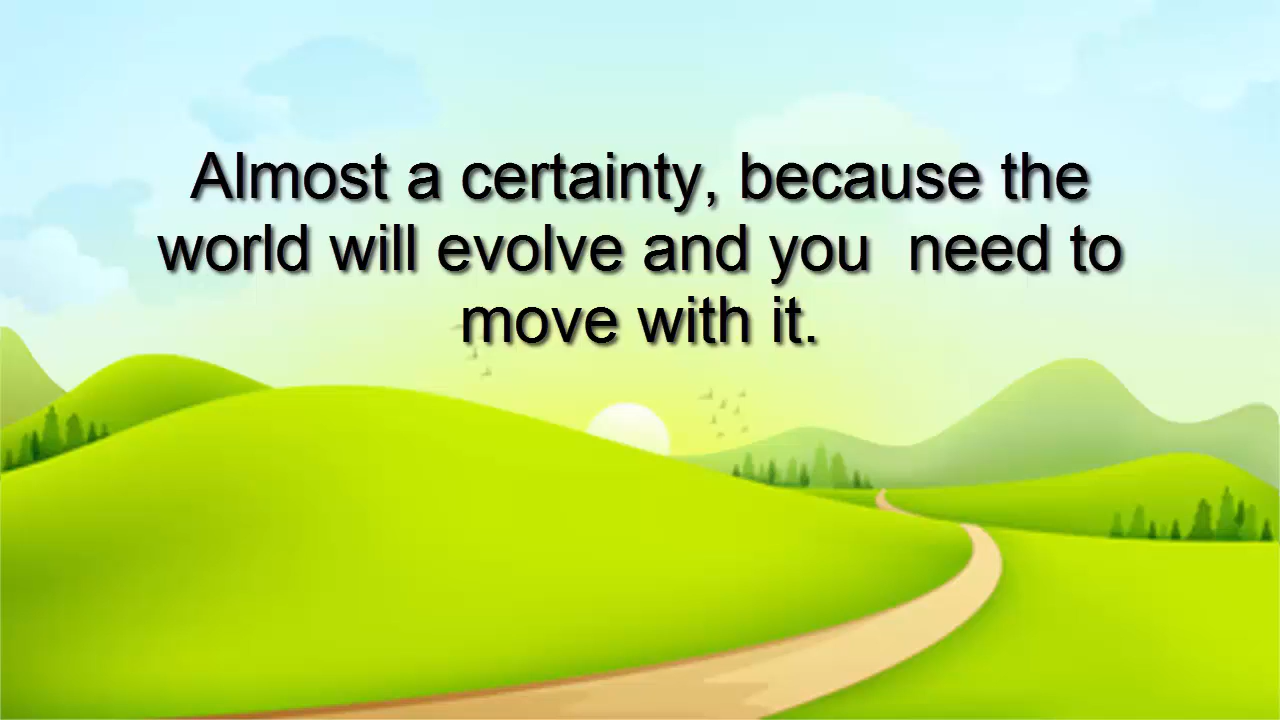 Almost a certainty, because the
world will evolve and you  need to
move with it.